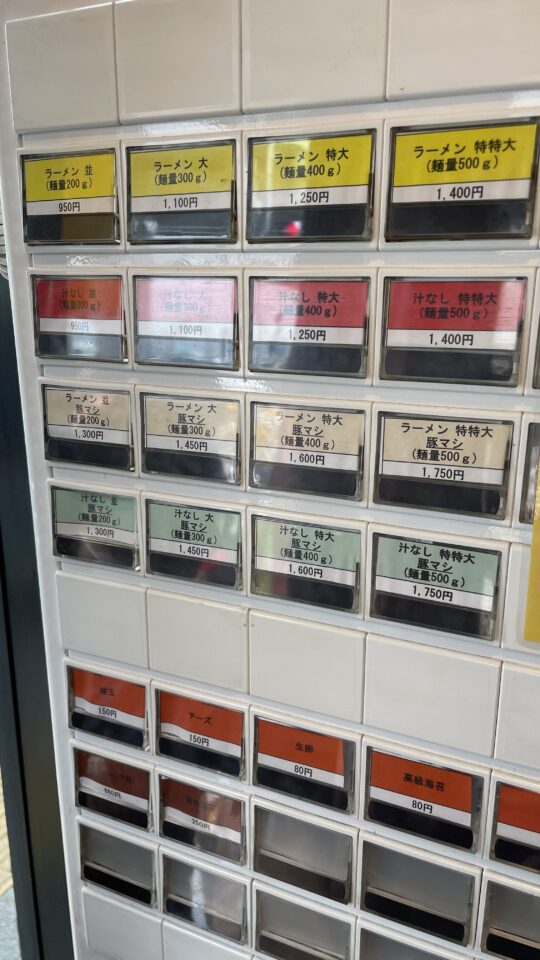 ラーメン 並
(麺量200g)
950円
ラーメン 大
(麺量300g)
1,100円
ラーメン 特大
(麺量400g)
1,250円
ラーメン 特特大
(麺量500g)
1,400円
汁なし 並
(麺量200g)
950円
汁なし 大
(麺量300g)
1,100円
汁なし 特大
(麺量400g)
1,250円
汁なし 特特大
(麺量500g)
1,400円
ラーメン 並
豚マシ
(麺量200g)
1,300円
ラーメン 大
豚マシ
(麺量300g)
1,450円
ラーメン 特大
豚マシ
(麺量400g)
1,600円
ラーメン 特特大
豚マシ
(麺量500g)
1,750円
汁なし 並
豚マシ
(麺量200g)
1,300円
汁なし 大
豚マシ
(麺量300g)
1,450円
汁なし 特大
豚マシ
(麺量400g)
1,600円
汁なし 特特大
豚マシ
(麺量500g)
1,750円
150円
チーズ
150円
生卵
80円
高級海苔
80円